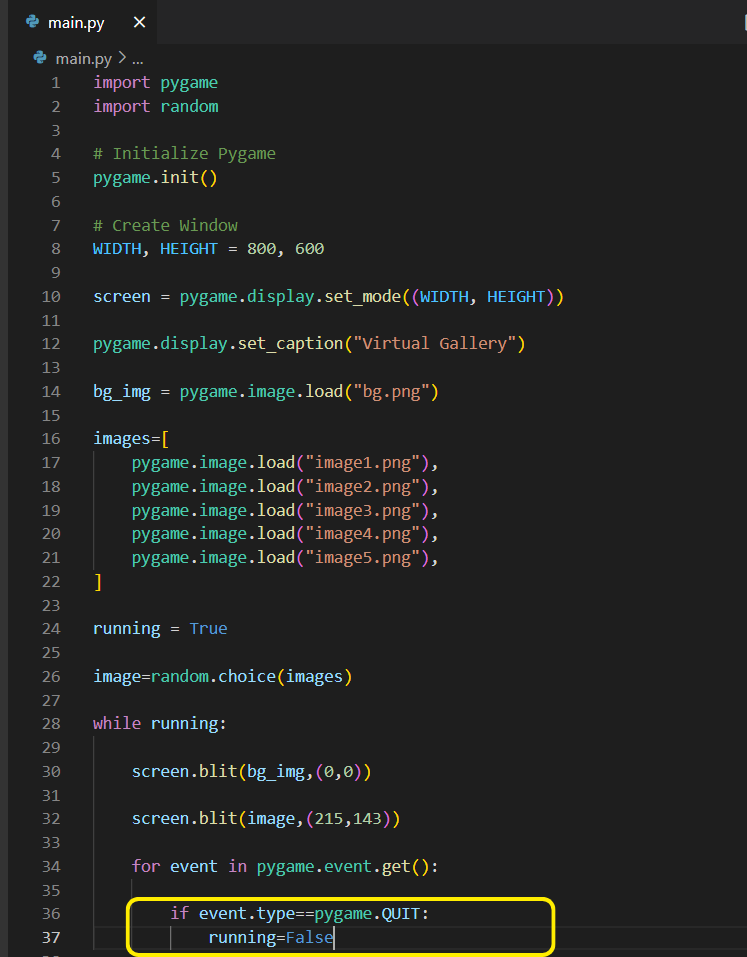 main.py
main.py > ...
1 import pygame
2 import random
3
4 # Initialize Pygame
5 pygame.init()
6
7 # Create Window
8 WIDTH, HEIGHT = 800, 600
9
10 screen = pygame.display.set_mode((WIDTH, HEIGHT))
11
12 pygame.display.set_caption("Virtual Gallery")
13
14 bg_img = pygame.image.load("bg.png")
15
16 images=[
17     pygame.image.load("image1.png"),
18     pygame.image.load("image2.png"),
19     pygame.image.load("image3.png"),
20     pygame.image.load("image4.png"),
21     pygame.image.load("image5.png"),
22 ]
23
24 running = True
25
26 image=random.choice(images)
27
28 while running:
29
30     screen.blit(bg_img,(0,0))
31
32     screen.blit(image,(215,143))
33
34     for event in pygame.event.get():
35
36         if event.type==pygame.QUIT:
37             running=False